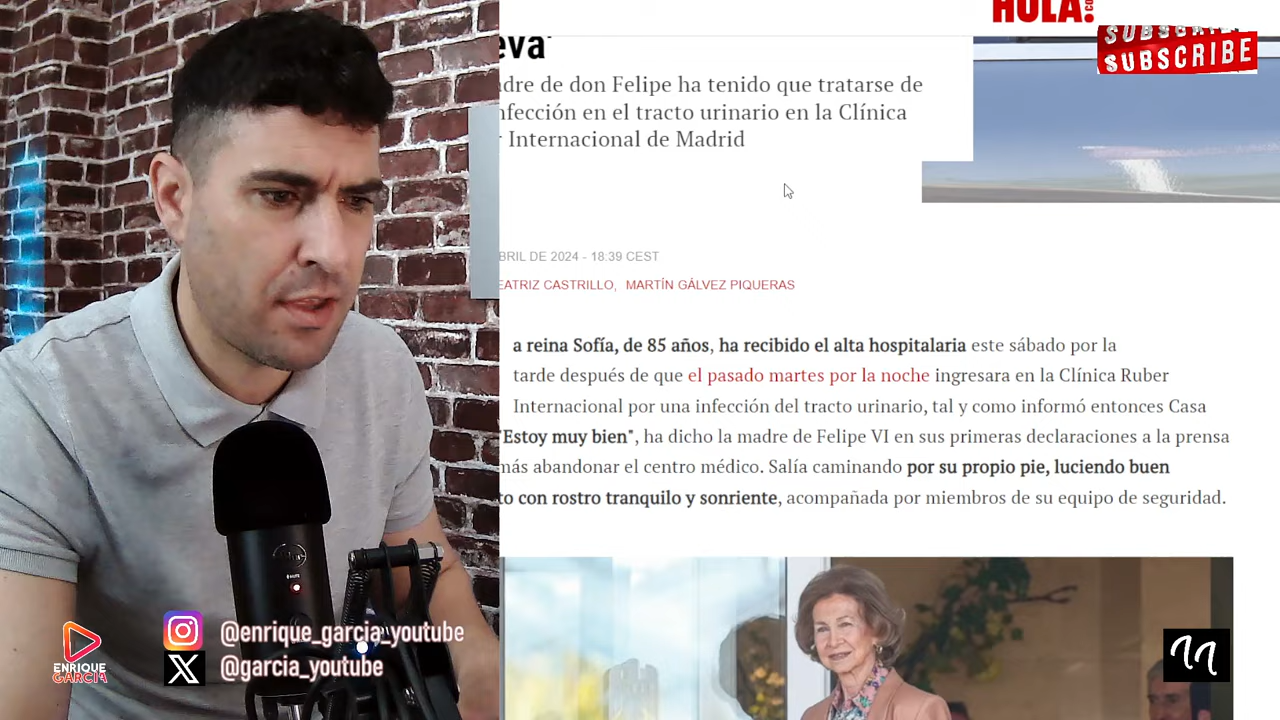 HOLA!
SUBSCRIBE
SUBSCRIBE
eva'
adre de don Felipe ha tenido que tratarse de
nfección en el tracto urinario en la Clínica
r Internacional de Madrid
BRIL DE 2024 - 18:39 CEST
EATRIZ CASTRILLO, MARTÍN GÁLVEZ PIQUERAS
a reina Sofía, de 85 años, ha recibido el alta hospitalaria este sábado por la
tarde después de que el pasado martes por la noche ingresara en la Clínica Ruber
Internacional por una infección del tracto urinario, tal y como informó entonces Casa
"Estoy muy bien", ha dicho la madre de Felipe VI en sus primeras declaraciones a la prensa
más abandonar el centro médico. Salía caminando por su propio pie, luciendo buen
to con rostro tranquilo y sonriente, acompañada por miembros de su equipo de seguridad.
@enrique_garcia_youtube
@garcia_youtube
ENRIQUE
GARCIA